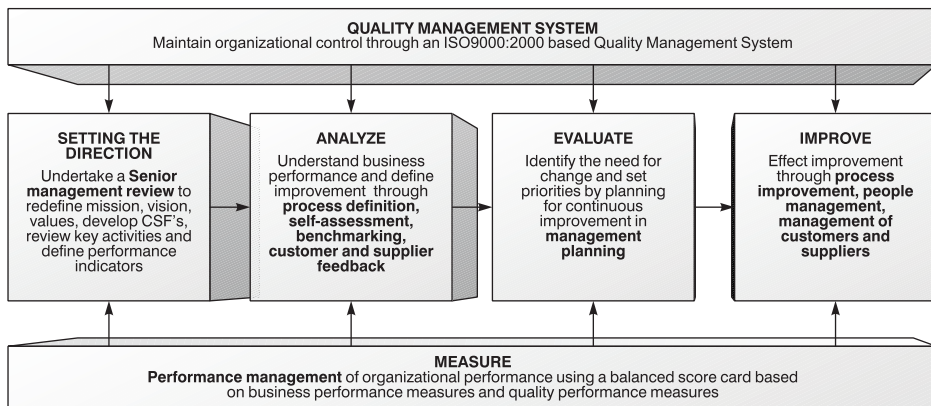 QUALITY MANAGEMENT SYSTEM
Maintain organizational control through an ISO9000:2000 based Quality Management System
SETTING THE
DIRECTION
Undertake a Senior
management review to
redefine mission, vision,
values, develop CSF's,
review key activities and
define performance
indicators
ANALYZE
Understand business
performance and define
improvement through
process definition,
self-assessment,
benchmarking,
customer and supplier
feedback
EVALUATE
Identify the need for
change and set
priorities by planning
for continuous
improvement in
management
planning
IMPROVE
Effect improvement
through process
improvement, people
management,
management of
customers and
suppliers
MEASURE
Performance management of organizational performance using a balanced score card based
on business performance measures and quality performance measures